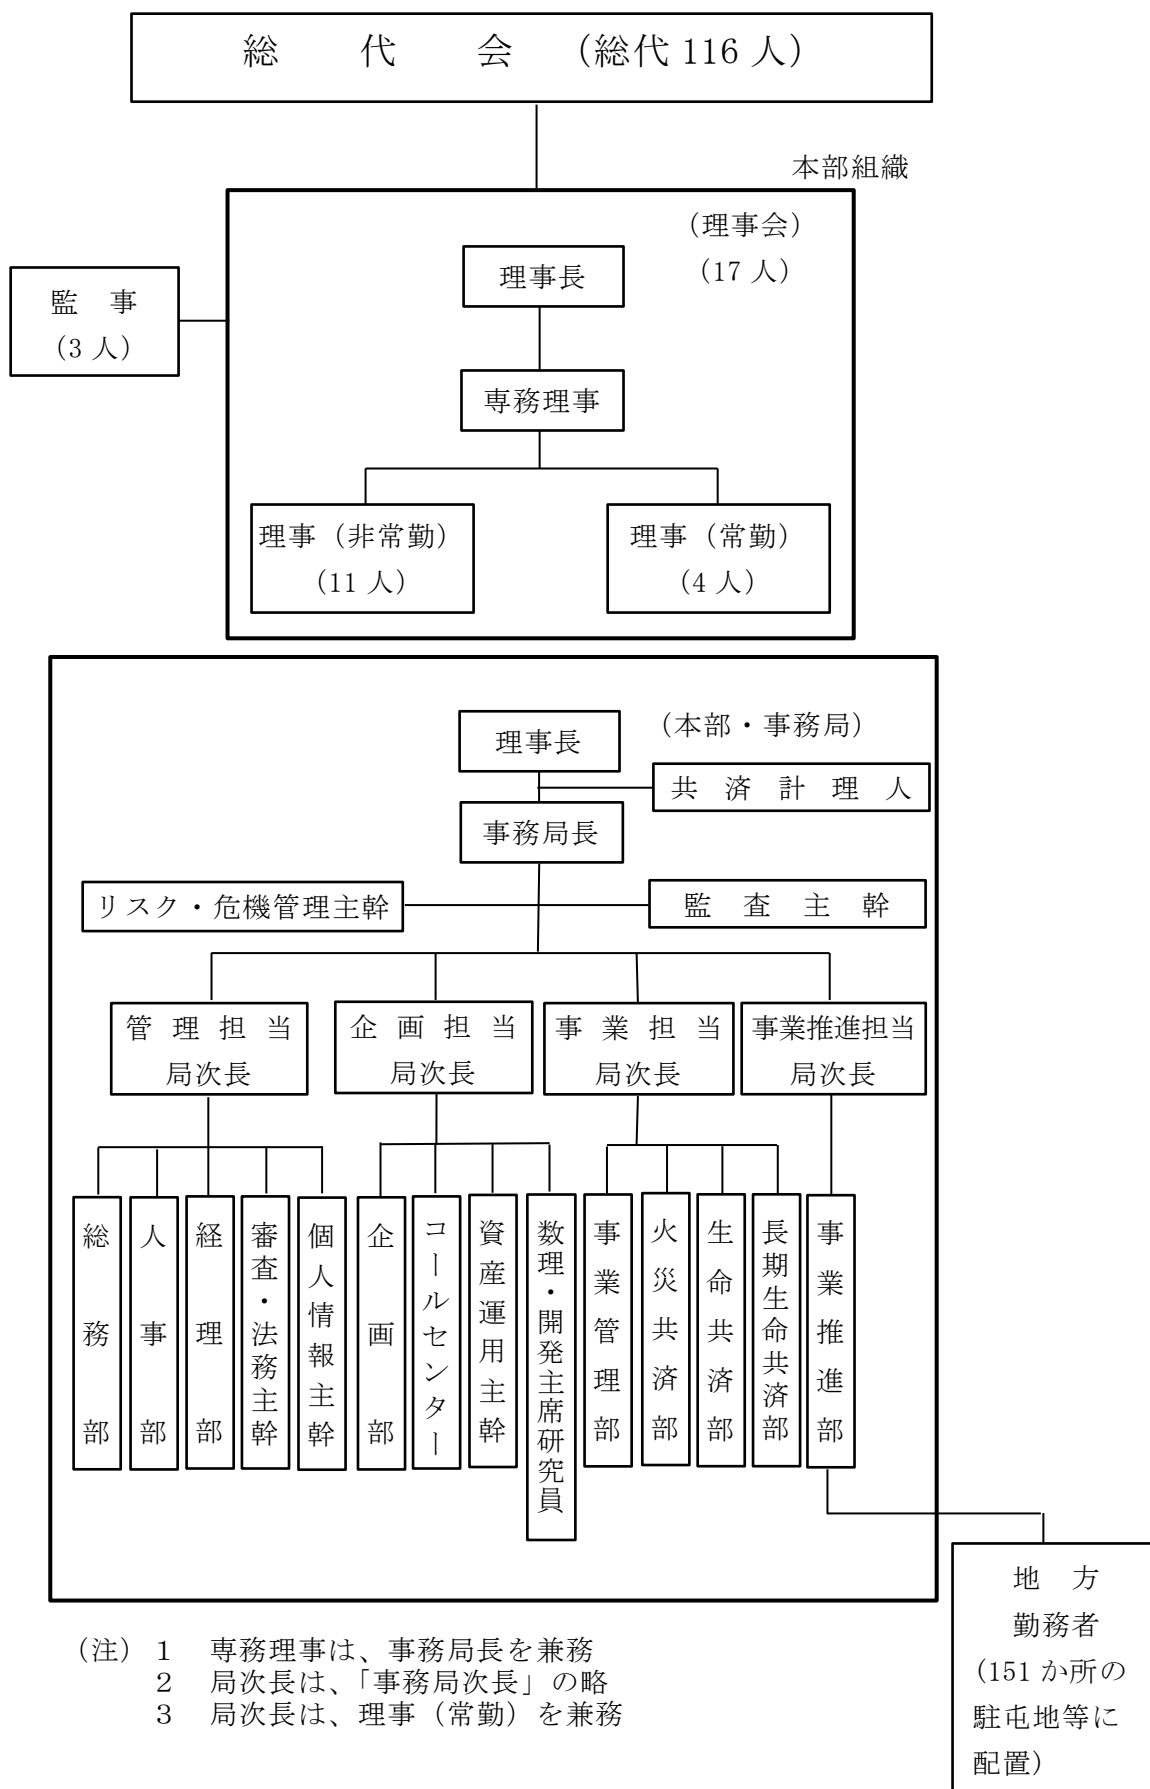 総代会（総代 116 人）
本部組織
（理事会）
（17 人）
理事長
監事
（3 人）
専務理事
理事（非常勤）
（11 人）
理事（常勤）
（4 人）
（本部・事務局）
理事長
共済計理人
事務局長
リスク・危機管理主幹
監査主幹
管理担当
局次長
企画担当
局次長
事業担当
局次長
事業推進担当
局次長
総務部
人事部
経理部
審査・法務主幹
個人情報主幹
企画部
コールセンター
資産運用主幹
数理・開発主席研究員
事業管理部
火災共済部
生命共済部
長期生命共済部
事業推進部
地方
勤務者
（151 か所の
駐屯地等に
配置）
（注）１　専務理事は、事務局長を兼務
２　局次長は、「事務局次長」の略
３　局次長は、理事（常勤）を兼務